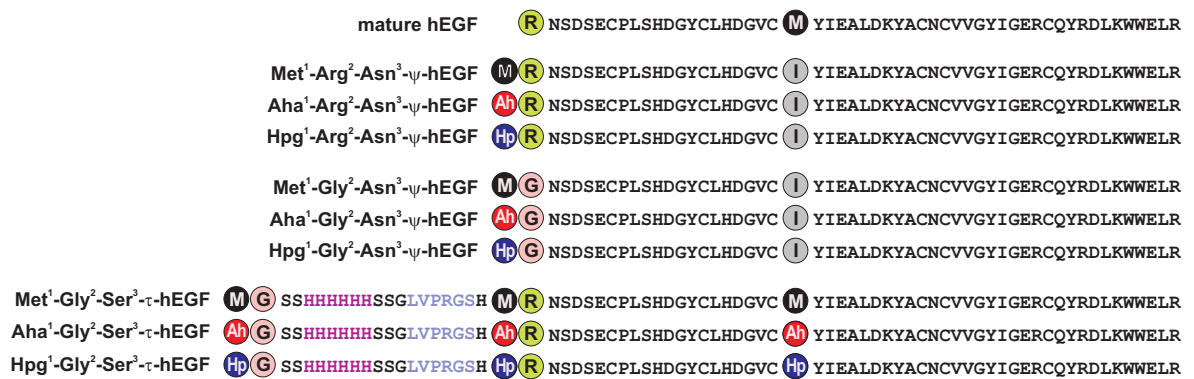 mature hEGF R NSDSECPLSHDGYCLHDGVC M YIEALDKYACNCVVGYIGERCQYRDLKWWELR
Met¹-Arg²-Asn³-ψ-hEGF M R NSDSECPLSHDGYCLHDGVC I YIEALDKYACNCVVGYIGERCQYRDLKWWELR
Aha¹-Arg²-Asn³-ψ-hEGF Ah R NSDSECPLSHDGYCLHDGVC I YIEALDKYACNCVVGYIGERCQYRDLKWWELR
Hpg¹-Arg²-Asn³-ψ-hEGF Hp R NSDSECPLSHDGYCLHDGVC I YIEALDKYACNCVVGYIGERCQYRDLKWWELR
Met¹-Gly²-Asn³-ψ-hEGF M G NSDSECPLSHDGYCLHDGVC I YIEALDKYACNCVVGYIGERCQYRDLKWWELR
Aha¹-Gly²-Asn³-ψ-hEGF Ah G NSDSECPLSHDGYCLHDGVC I YIEALDKYACNCVVGYIGERCQYRDLKWWELR
Hpg¹-Gly²-Asn³-ψ-hEGF Hp G NSDSECPLSHDGYCLHDGVC I YIEALDKYACNCVVGYIGERCQYRDLKWWELR
Met¹-Gly²-Ser³-τ-hEGF M G SSHHHHHHSSGLVPRGSH M R NSDSECPLSHDGYCLHDGVC M YIEALDKYACNCVVGYIGERCQYRDLKWWELR
Aha¹-Gly²-Ser³-τ-hEGF Ah G SSHHHHHHSSGLVPRGSH Ah R NSDSECPLSHDGYCLHDGVC Ah YIEALDKYACNCVVGYIGERCQYRDLKWWELR
Hpg¹-Gly²-Ser³-τ-hEGF Hp G SSHHHHHHSSGLVPRGSH Hp R NSDSECPLSHDGYCLHDGVC Hp YIEALDKYACNCVVGYIGERCQYRDLKWWELR